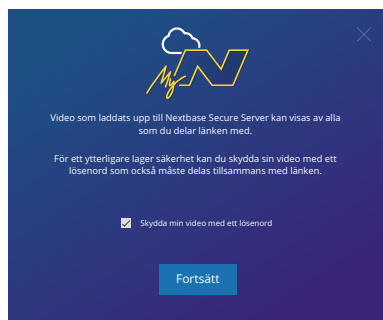 My N
Video som laddats upp till Nextbase Secure Server kan visas av alla
som du delar länken med.
För ett ytterligare lager säkerhet kan du skydda sin video med ett
lösenord som också måste delas tillsammans med länken.
Skydda min video med ett lösenord
Fortsätt